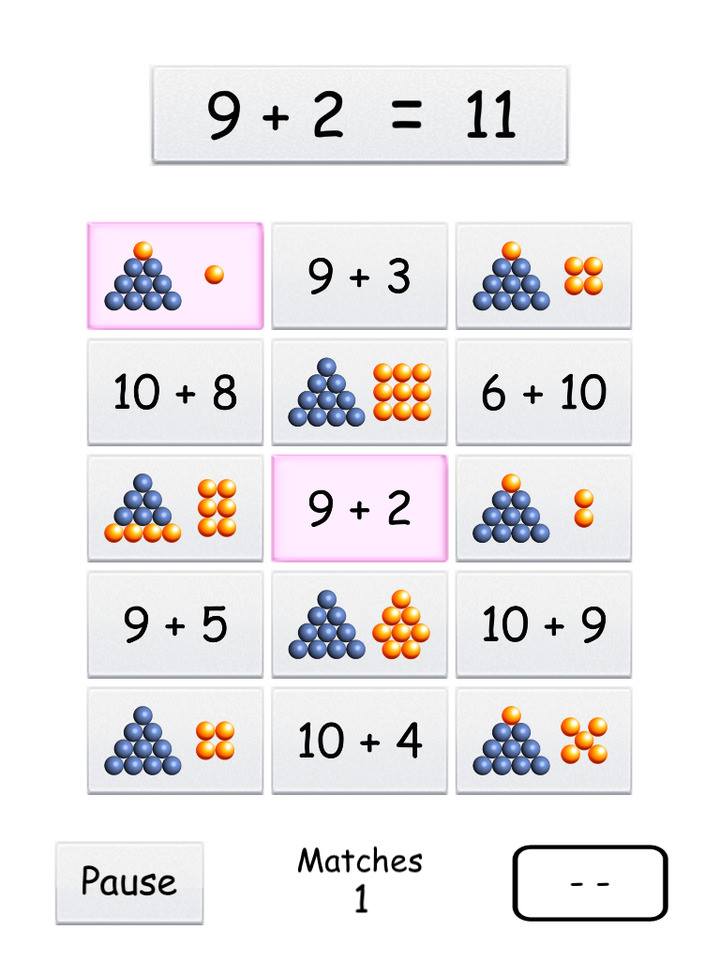 9 + 2 = 11
9 + 3
10 + 8
6 + 10
9 + 2
9 + 5
10 + 9
10 + 4
Pause
Matches
1
- -